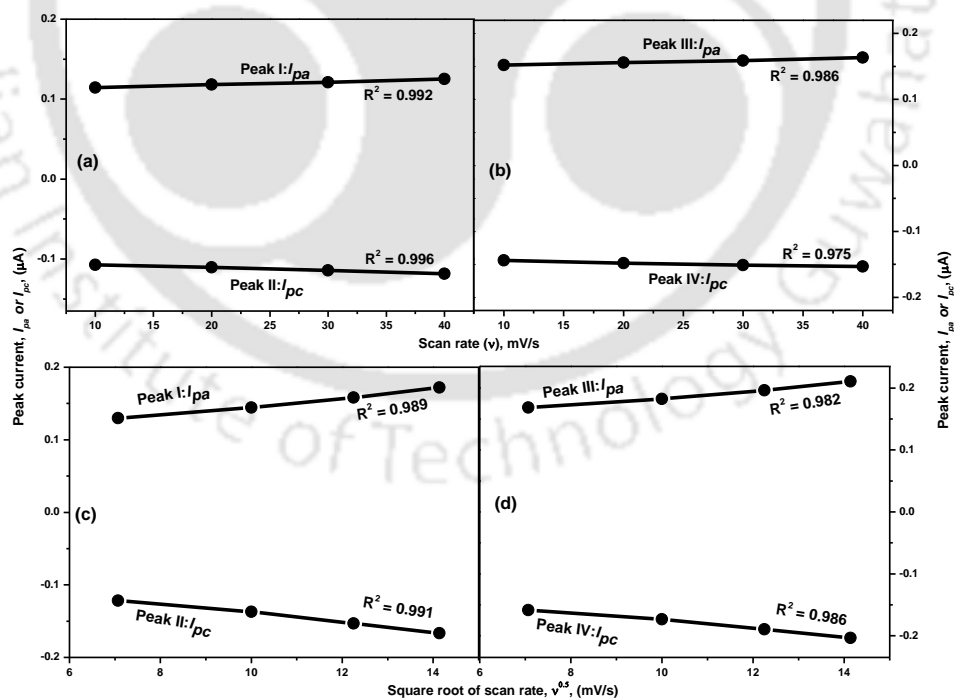 0.2
0.1
0.0
-0.1
10 15 20 25 30 35 40
Peak I:Ipa
R² = 0.992
(a)
R² = 0.996
Peak II:Ipc
0.2
0.1
0.0
-0.1
-0.2
10 15 20 25 30 35 40
Peak III:Ipa
R² = 0.986
(b)
R² = 0.975
Peak IV:Ipc
Scan rate (ν), mV/s
Peak current, Ipa or Ipc, (μA)
Peak current, Ipa or Ipc, (μA)
0.2
0.1
0.0
-0.1
-0.2
6 8 10 12 14
Peak I:Ipa
R² = 0.989
(c)
R² = 0.991
Peak II:Ipc
0.2
0.1
0.0
-0.1
-0.2
6 8 10 12 14
Peak III:Ipa
R² = 0.982
(d)
R² = 0.986
Peak IV:Ipc
Square root of scan rate, ν^0.5, (mV/s)
Institute of Technology Guwahati